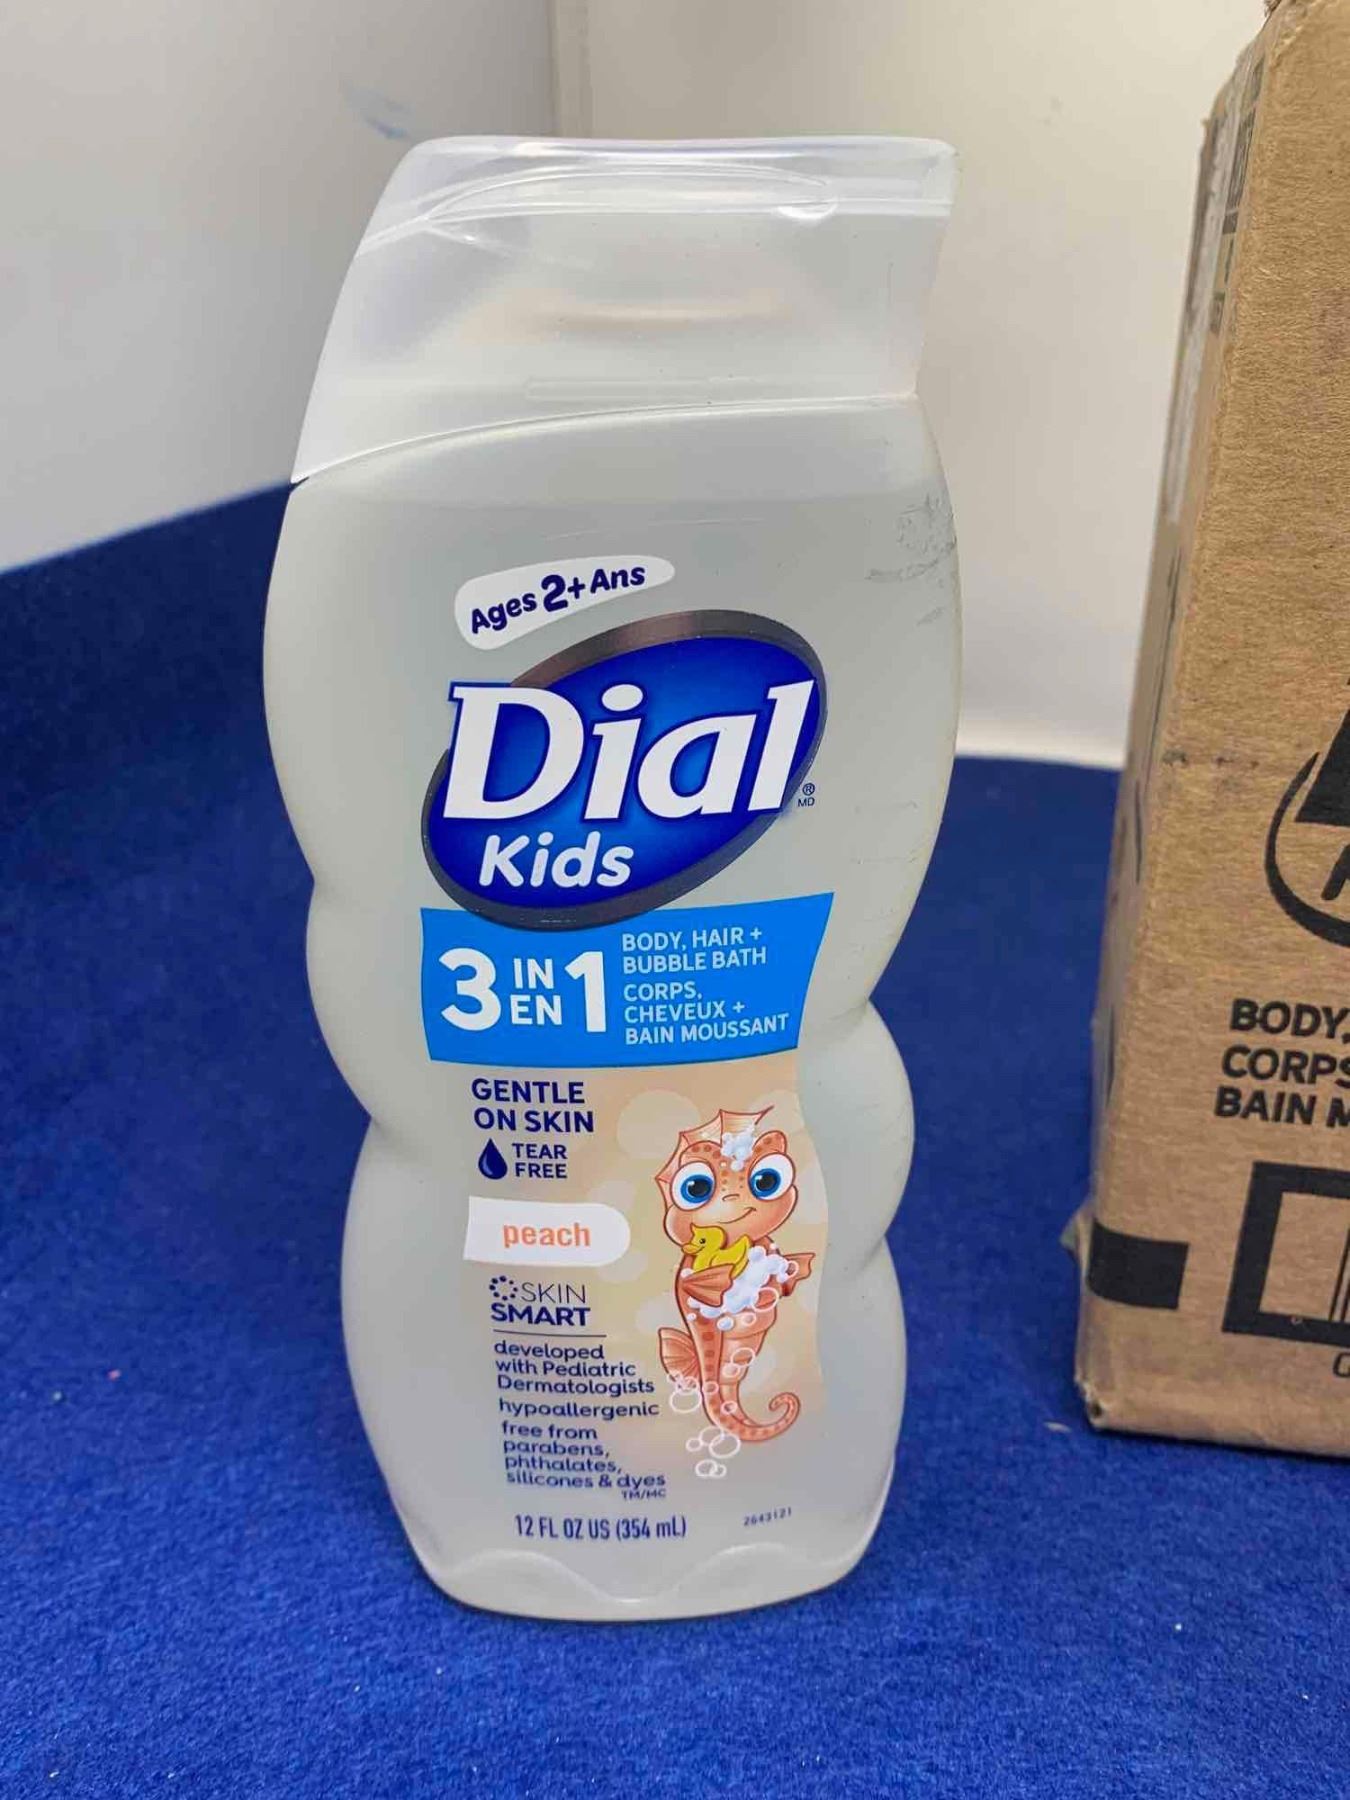 Ages 2+ Ans
Dial
® MD
Kids
3 IN EN 1
BODY, HAIR +
BUBBLE BATH
CORPS,
CHEVEUX +
BAIN MOUSSANT
GENTLE
ON SKIN
TEAR
FREE
peach
SKIN
SMART
developed
with Pediatric
Dermatologists
hypoallergenic
free from
parabens,
phthalates,
silicones & dyes
TM/MC
12 FL OZ US (354 mL)
2643121
BODY,
CORPS
BAIN M